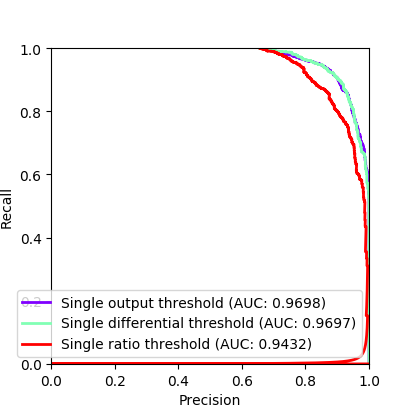 1.0
0.8
0.6
0.4
0.2
0.0
Recall
Single output threshold (AUC: 0.9698)
Single differential threshold (AUC: 0.9697)
Single ratio threshold (AUC: 0.9432)
0.0 0.2 0.4 0.6 0.8 1.0
Precision